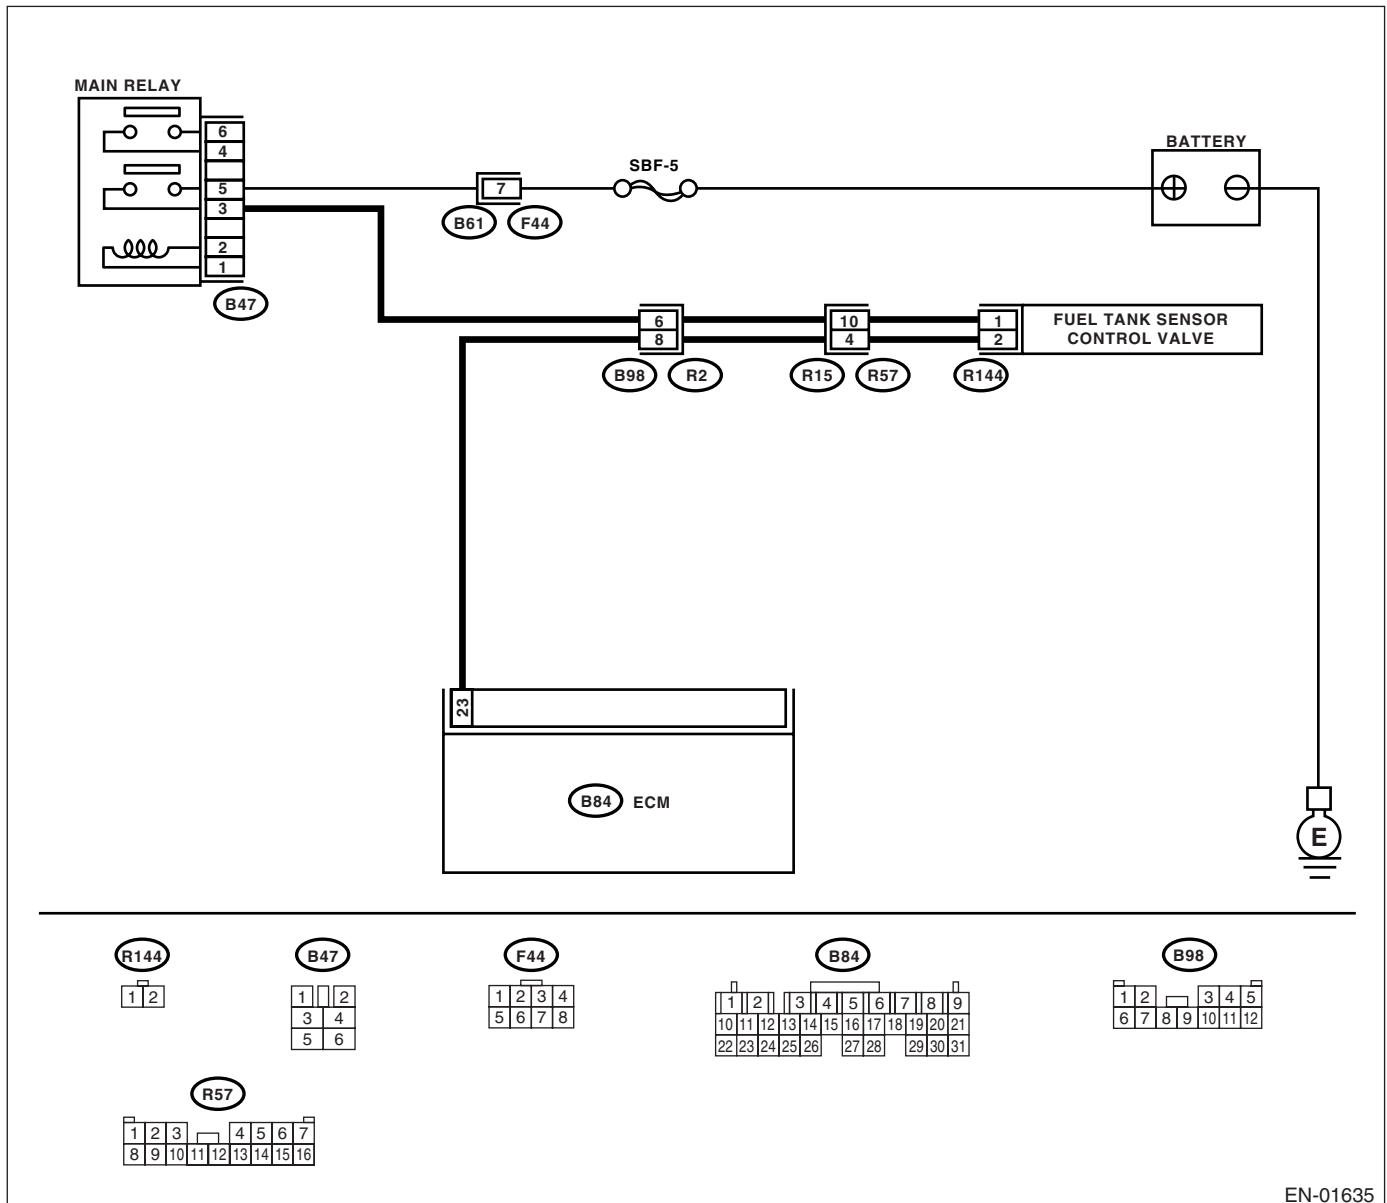 MAIN RELAY
6
4
5
3
2
1
B47
7
B61
F44
SBF-5
BATTERY
6
8
B98
R2
10
4
R15
R57
1
2
R144
FUEL TANK SENSOR
CONTROL VALVE
23
B84
ECM
E
R144
1 2
B47
1 2
3 4
5 6
F44
1 2 3 4
5 6 7 8
B84
1 2 3 4 5 6 7 8 9
10 11 12 13 14 15 16 17 18 19 20 21
22 23 24 25 26 27 28 29 30 31
B98
1 2 3 4 5
6 7 8 9 10 11 12
R57
1 2 3 4 5 6 7
8 9 10 11 12 13 14 15 16
EN-01635